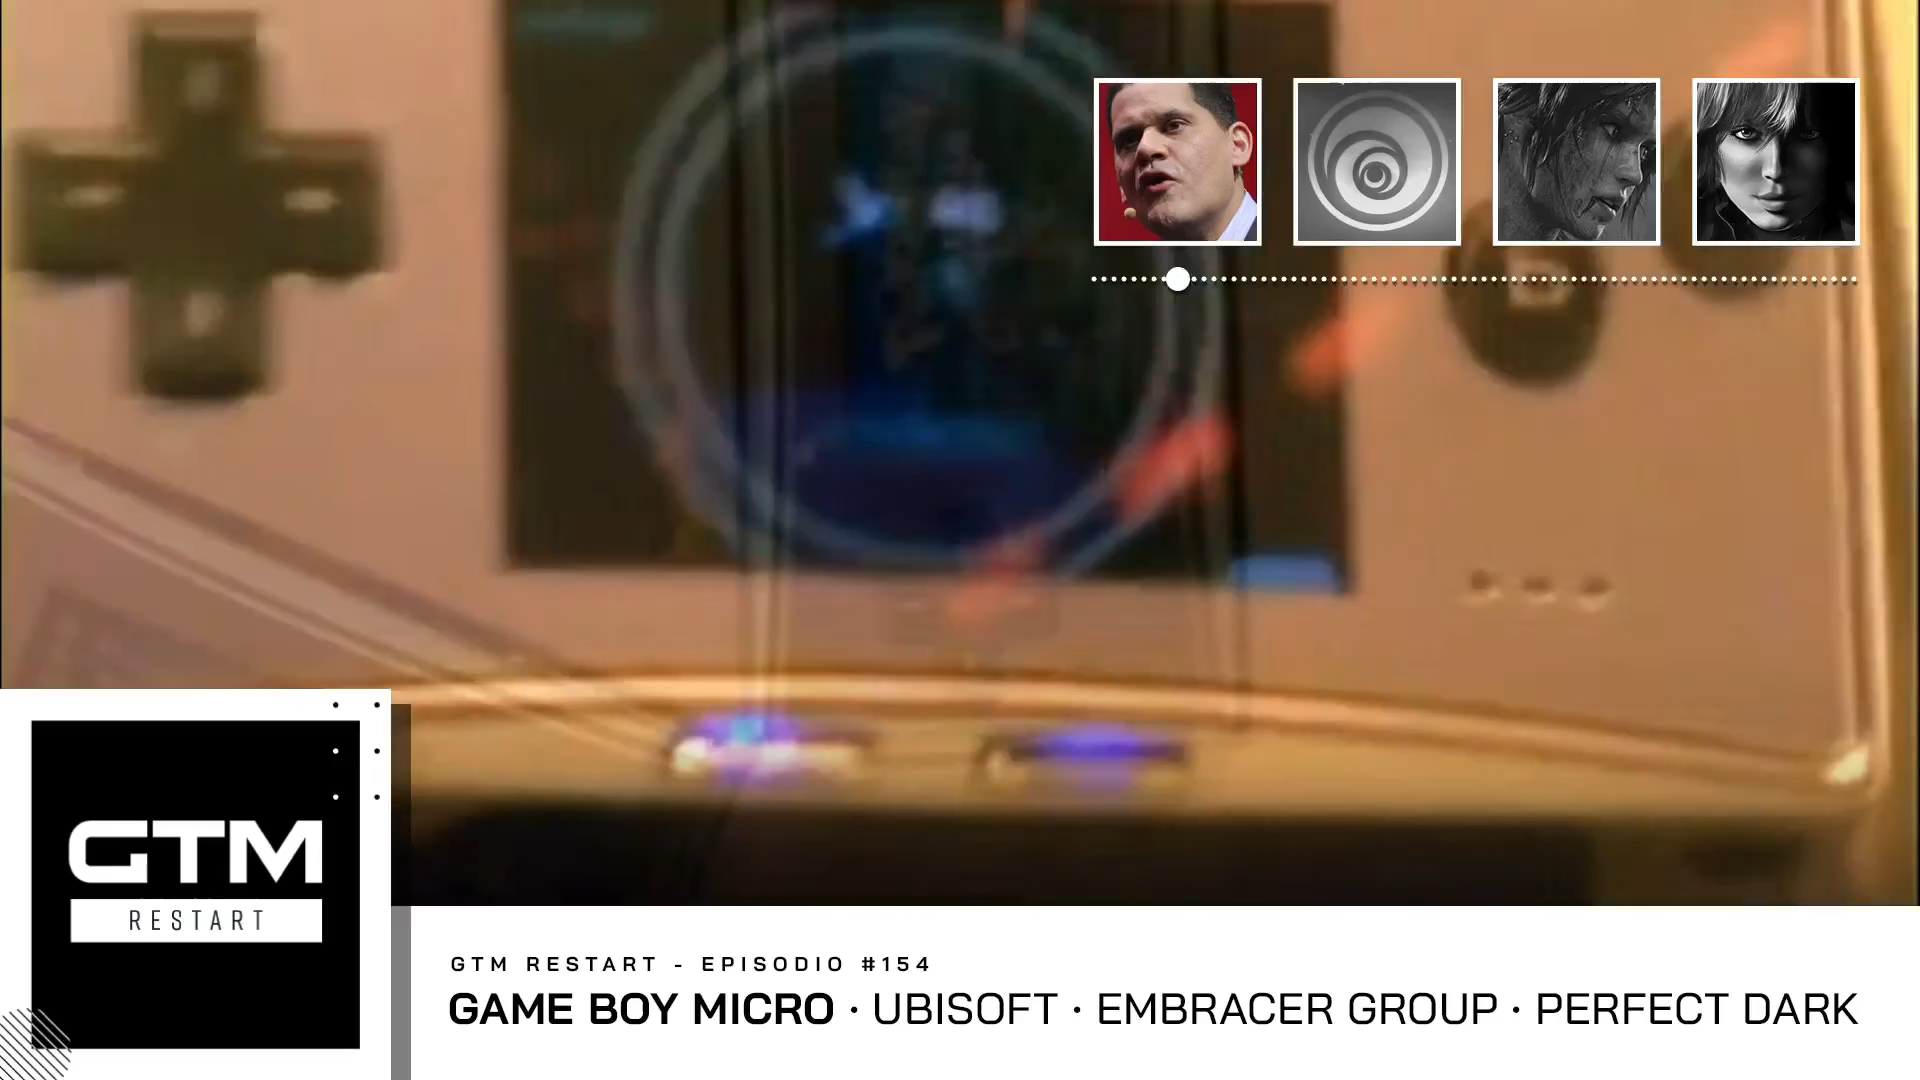 GTM
RESTART
GTM RESTART - EPISODIO #154
GAME BOY MICRO · UBISOFT · EMBRACER GROUP · PERFECT DARK